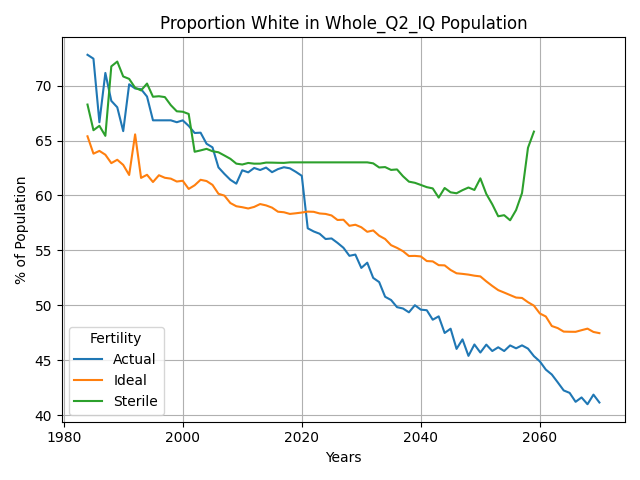 Proportion White in Whole_Q2_IQ Population
% of Population
70
65
60
55
50
45
40
Fertility
Actual
Ideal
Sterile
1980
2000
2020
2040
2060
Years